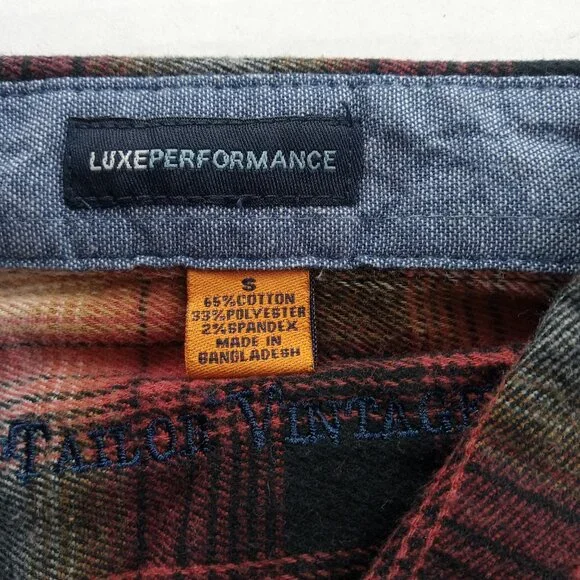 LUXEPERFORMANCE
S
65%COTTON
33%POLYESTER
2%SPANDEX
MADE IN
BANGLADESH
TAILOR VINTAGE